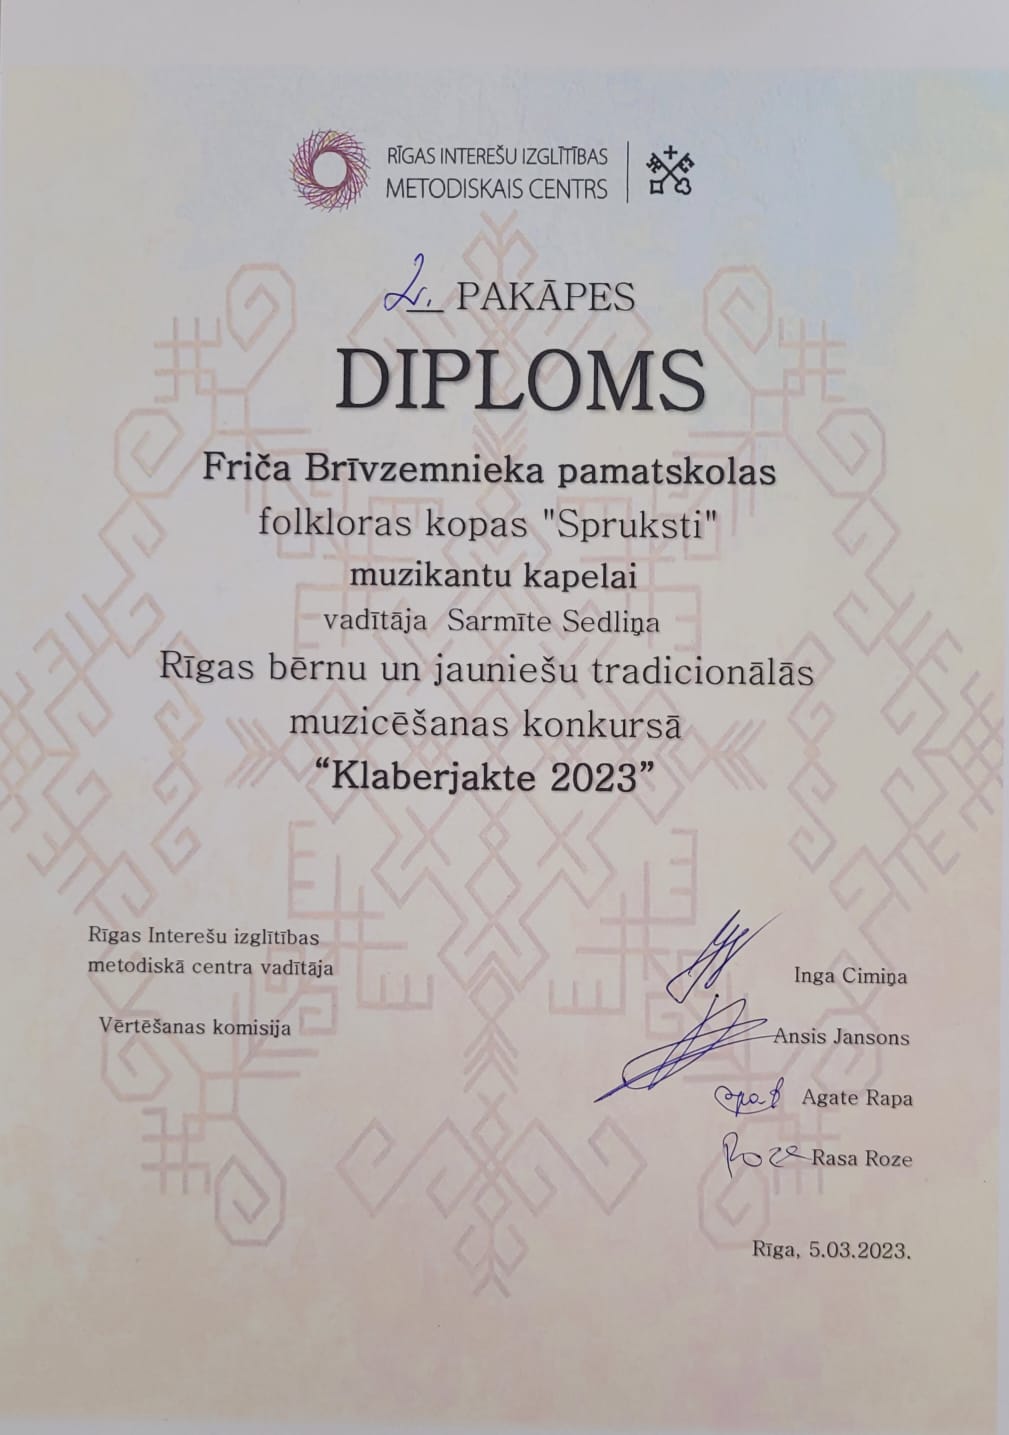 RĪGAS INTEREŠU IZGLĪTĪBAS
METODISKAIS CENTRS
2. PAKĀPES
DIPLOMS
Friča Brīvzemnieka pamatskolas
folkloras kopas "Spruksti"
muzikantu kapelai
vadītāja Sarmīte Sedliņa
Rīgas bērnu un jauniešu tradicionālās
muzicēšanas konkursā
“Klaberjakte 2023”
Rīgas Interešu izglītības
metodiskā centra vadītāja
Inga Cimiņa
Vērtēšanas komisija
Ansis Jansons
Agate Rapa
Roze Rasa Roze
Rīga, 5.03.2023.